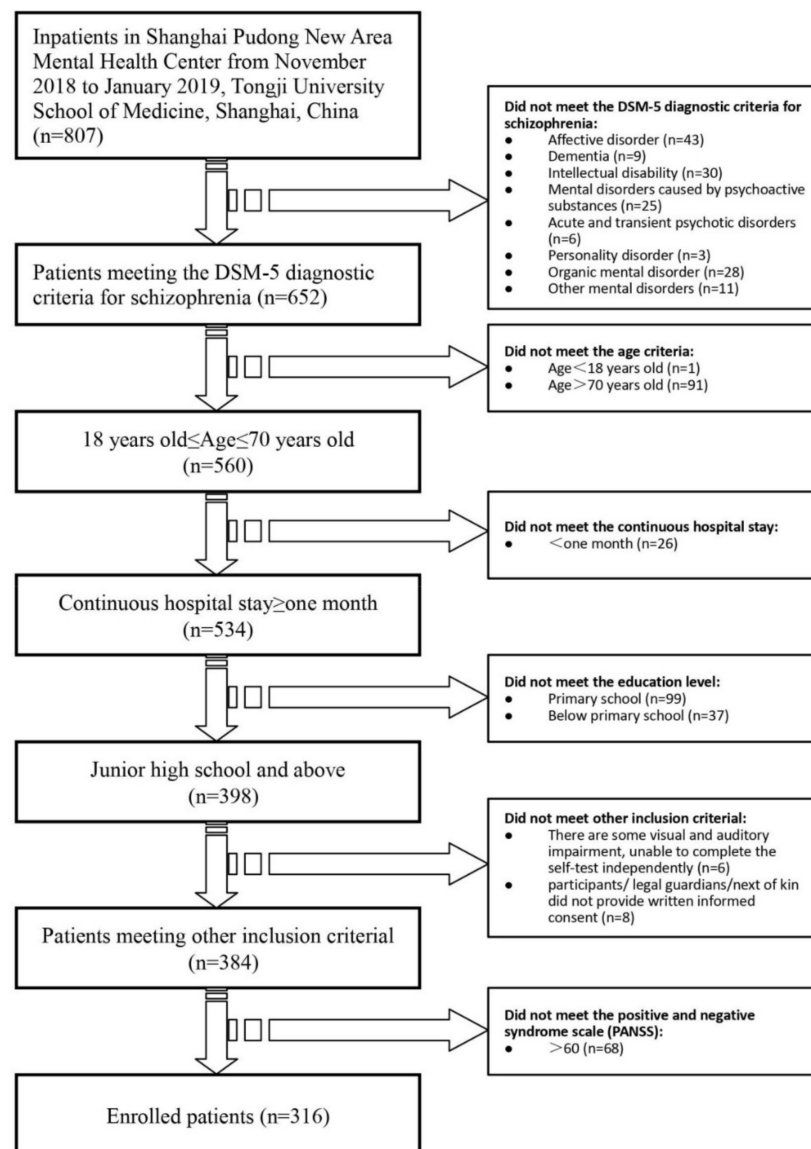 Inpatients in Shanghai Pudong New Area
Mental Health Center from November
2018 to January 2019, Tongji University
School of Medicine, Shanghai, China
(n=807)
Did not meet the DSM-5 diagnostic criteria for
schizophrenia:
● Affective disorder (n=43)
● Dementia (n=9)
● Intellectual disability (n=30)
● Mental disorders caused by psychoactive
substances (n=25)
● Acute and transient psychotic disorders
(n=6)
● Personality disorder (n=3)
● Organic mental disorder (n=28)
● Other mental disorders (n=11)
Patients meeting the DSM-5 diagnostic
criteria for schizophrenia (n=652)
Did not meet the age criteria:
● Age＜18 years old (n=1)
● Age＞70 years old (n=91)
18 years old≤Age≤70 years old
(n=560)
Did not meet the continuous hospital stay:
● ＜one month (n=26)
Continuous hospital stay≥one month
(n=534)
Did not meet the education level:
● Primary school (n=99)
● Below primary school (n=37)
Junior high school and above
(n=398)
Did not meet other inclusion criterial:
● There are some visual and auditory
impairment, unable to complete the
self-test independently (n=6)
● participants/ legal guardians/next of kin
did not provide written informed
consent (n=8)
Patients meeting other inclusion criterial
(n=384)
Did not meet the positive and negative
syndrome scale (PANSS):
● ＞60 (n=68)
Enrolled patients (n=316)